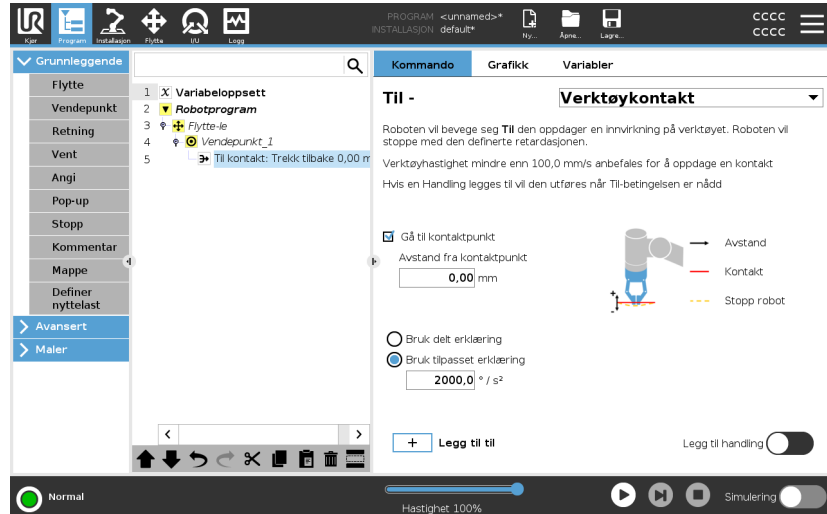 UR
Kjør
Program
Installasjon
Flytte
I/U
Logg
PROGRAM <unnamed>*
INSTALLASJON default*
Ny...
Åpne...
Lagre...
cccc
cccc
Grunnleggende
Flytte
Vendepunkt
Retning
Vent
Angi
Pop-up
Stopp
Kommentar
Mappe
Definer
nyttelast
Avansert
Maler
1 X Variabeloppsett
2 Robotprogram
3 Flytte-le
4 Vendepunkt_1
5 Til kontakt: Trekk tilbake 0,00 m
Kommando Grafikk Variabler
Til - Verktøykontakt
Roboten vil bevege seg Til den oppdager en innvirkning på verktøyet. Roboten vil
stoppe med den definerte retardasjonen.
Verktøyhastighet mindre enn 100,0 mm/s anbefales for å oppdage en kontakt
Hvis en Handling legges til vil den utføres når Til-betingelsen er nådd
Gå til kontaktpunkt
Avstand fra kontaktpunkt
0,00 mm
+
-
Avstand
Kontakt
Stopp robot
Bruk delt erklæring
Bruk tilpasset erklæring
2000,0 ° / s²
+ Legg til til
Legg til handling
Normal
Hastighet 100%
Simulering